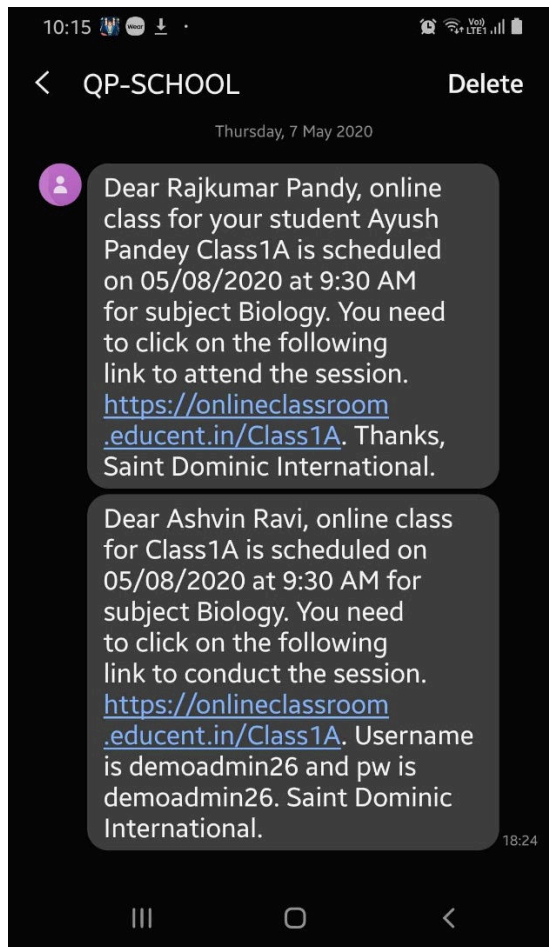 10:15 wear
Vo)) LTE1
QP-SCHOOL Delete
Thursday, 7 May 2020
Dear Rajkumar Pandy, online
class for your student Ayush
Pandey Class1A is scheduled
on 05/08/2020 at 9:30 AM
for subject Biology. You need
to click on the following
link to attend the session.
https://onlineclassroom
.educent.in/Class1A. Thanks,
Saint Dominic International.
Dear Ashvin Ravi, online class
for Class1A is scheduled on
05/08/2020 at 9:30 AM for
subject Biology. You need
to click on the following
link to conduct the session.
https://onlineclassroom
.educent.in/Class1A. Username
is demoadmin26 and pw is
demoadmin26. Saint Dominic
International.
18:24